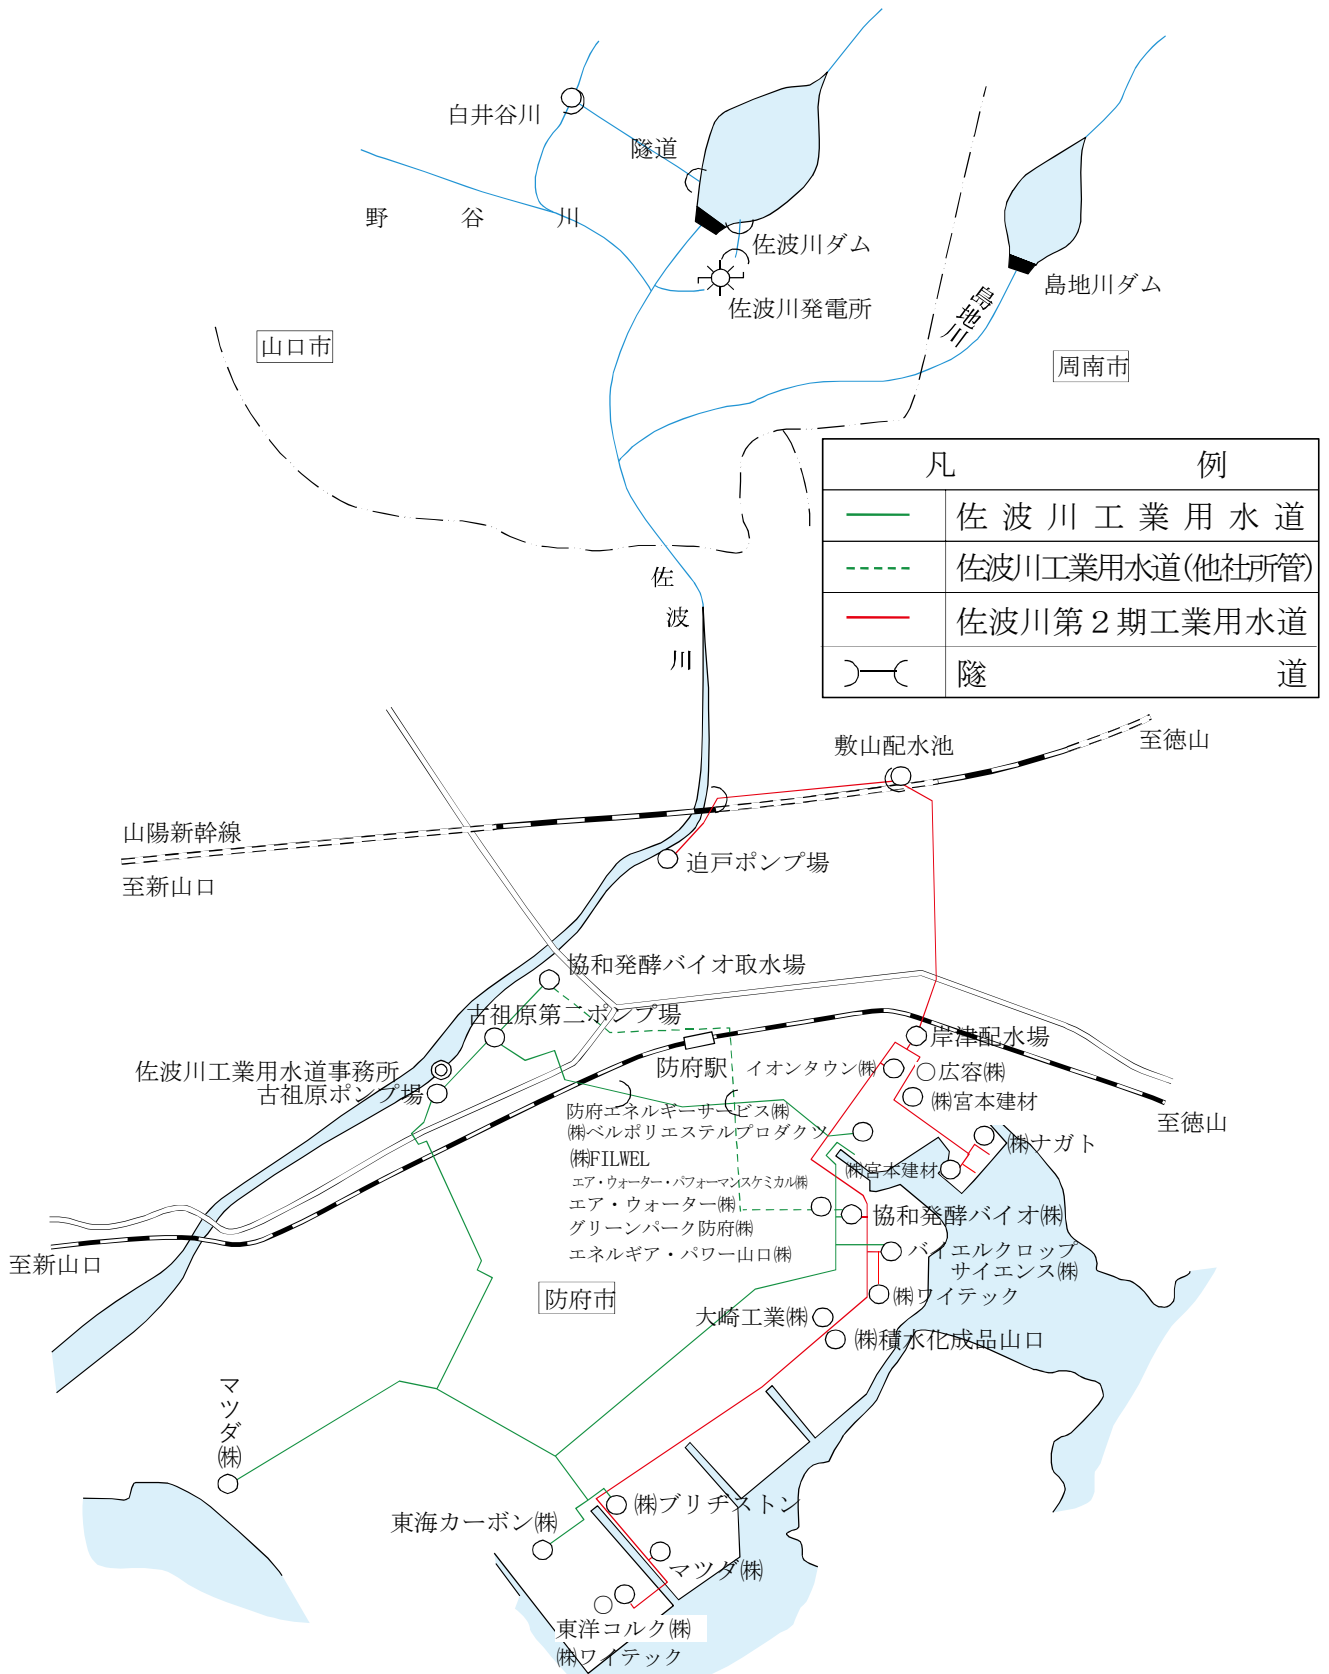 白井谷川
隧道
野谷川
佐波川ダム
佐波川発電所
島地川ダム
島地川
山口市
周南市
凡例
佐波川工業用水道
佐波川工業用水道(他社所管)
佐波川第２期工業用水道
隧道
佐波川
敷山配水池
至徳山
山陽新幹線
至新山口
迫戸ポンプ場
協和発酵バイオ取水場
古祖原第二ポンプ場
岸津配水場
防府駅
イオンタウン㈱
広容㈱
佐波川工業用水道事務所
古祖原ポンプ場
㈱宮本建材
至徳山
防府エネルギーサービス㈱
㈱ベルポリエステルプロダクツ
㈱ナガト
㈱FILWEL
㈱宮本建材
エア・ウォーター・パフォーマンスケミカル㈱
エア・ウォーター㈱
協和発酵バイオ㈱
グリーンパーク防府㈱
エネルギア・パワー山口㈱
バイエルクロップ
サイエンス㈱
至新山口
防府市
㈱ワイテック
大崎工業㈱
㈱積水化成品山口
マツダ㈱
㈱ブリヂストン
東海カーボン㈱
マツダ㈱
東洋コルク㈱
㈱ワイテック